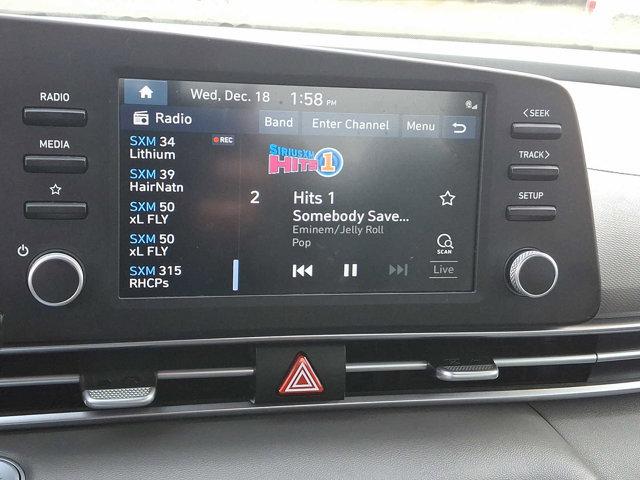 RADIO
MEDIA
Wed, Dec. 18 1:58 PM
Radio
Band
Enter Channel
Menu
SXM 34
Lithium
REC
SXM 39
HairNatn
SXM 50
xL FLY
SXM 50
xL FLY
SXM 315
RHCPs
SIRIUSXM
HITS 1
2
Hits 1
Somebody Save...
Eminem/Jelly Roll
Pop
SCAN
Live
< SEEK
TRACK >
SETUP